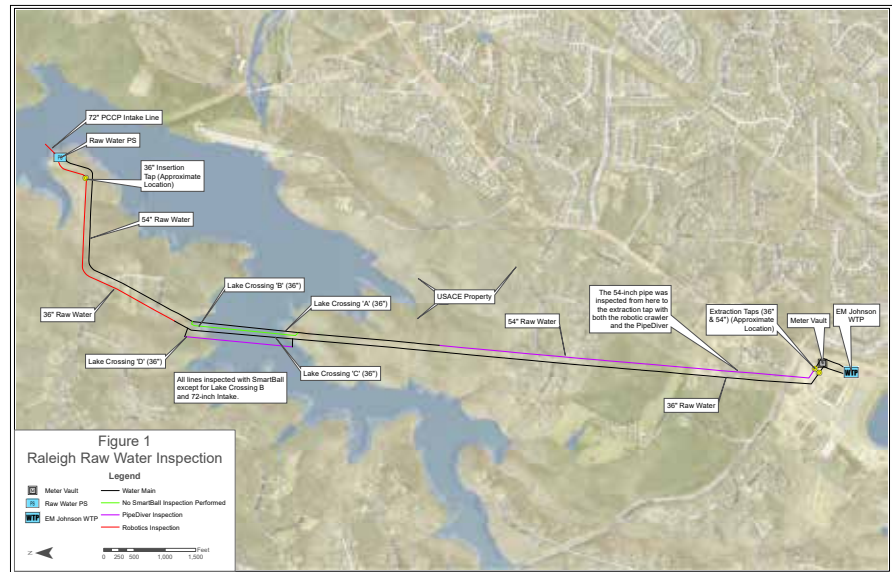 72" PCCP Intake Line
Raw Water PS
PS
36" Insertion
Tap (Approximate
Location)
54" Raw Water
36" Raw Water
Lake Crossing 'B' (36")
Lake Crossing 'A' (36")
USACE Property
54" Raw Water
The 54-inch pipe was
inspected from here to
the extraction tap with
both the robotic crawler
and the PipeDiver
Extraction Taps (36"
& 54") (Approximate
Location)
Meter Vault
EM Johnson
WTP
M
WTP
Lake Crossing 'D' (36")
Lake Crossing 'C' (36")
All lines inspected with SmartBall
except for Lake Crossing B
and 72-inch Intake.
36" Raw Water
Figure 1
Raleigh Raw Water Inspection
Legend
M Meter Vault
PS Raw Water PS
WTP EM Johnson WTP
Water Main
No SmartBall Inspection Performed
PipeDiver Inspection
Robotics Inspection
Z
Feet
0 250 500 1,000 1,500